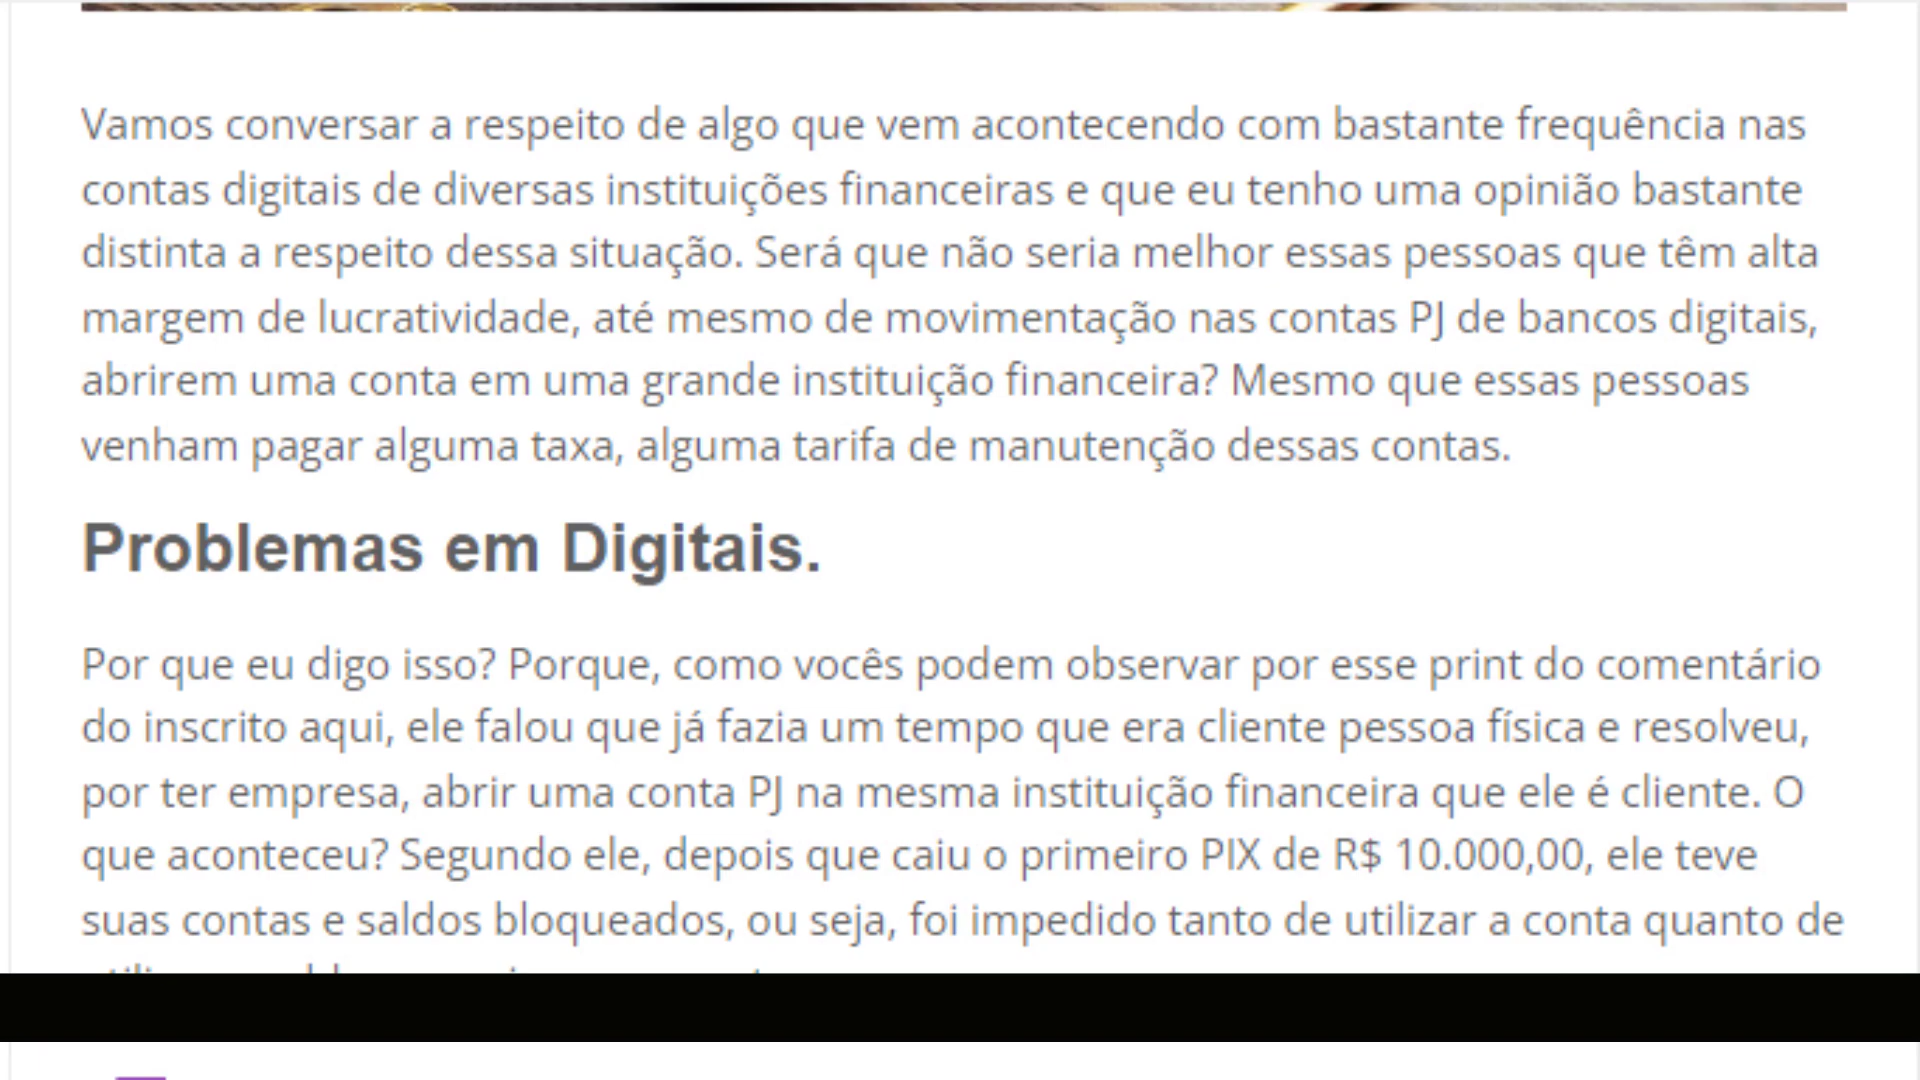 Vamos conversar a respeito de algo que vem acontecendo com bastante frequência nas
contas digitais de diversas instituições financeiras e que eu tenho uma opinião bastante
distinta a respeito dessa situação. Será que não seria melhor essas pessoas que têm alta
margem de lucratividade, até mesmo de movimentação nas contas PJ de bancos digitais,
abrirem uma conta em uma grande instituição financeira? Mesmo que essas pessoas
venham pagar alguma taxa, alguma tarifa de manutenção dessas contas.
Problemas em Digitais.
Por que eu digo isso? Porque, como vocês podem observar por esse print do comentário
do inscrito aqui, ele falou que já fazia um tempo que era cliente pessoa física e resolveu,
por ter empresa, abrir uma conta PJ na mesma instituição financeira que ele é cliente. O
que aconteceu? Segundo ele, depois que caiu o primeiro PIX de R$ 10.000,00, ele teve
suas contas e saldos bloqueados, ou seja, foi impedido tanto de utilizar a conta quanto de